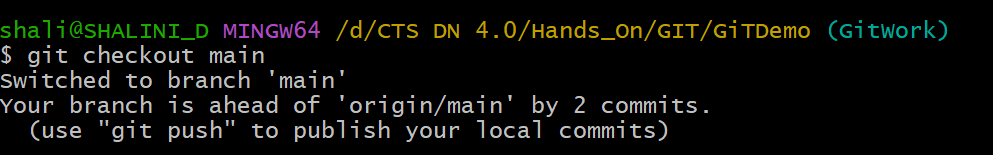 shali@SHALINI_D MINGW64 /d/CTS DN 4.0/Hands_On/GIT/GiTDemo (GitWork)
$ git checkout main
Switched to branch 'main'
Your branch is ahead of 'origin/main' by 2 commits.
  (use "git push" to publish your local commits)